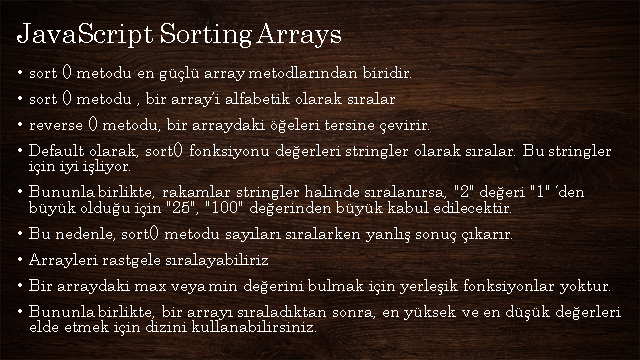 JavaScript Sorting Arrays
• sort () metodu en güçlü array metodlarından biridir.
• sort () metodu , bir array'i alfabetik olarak sıralar
• reverse () metodu, bir arraydaki öğeleri tersine çevirir.
• Default olarak, sort() fonksiyonu değerleri stringler olarak sıralar. Bu stringler
için iyi işliyor.
• Bununla birlikte, rakamlar stringler halinde sıralanırsa, "2" değeri "1" 'den
büyük olduğu için "25", "100" değerinden büyük kabul edilecektir.
• Bu nedenle, sort() metodu sayıları sıralarken yanlış sonuç çıkarır.
• Arrayleri rastgele sıralayabiliriz
• Bir arraydaki max veya min değerini bulmak için yerleşik fonksiyonlar yoktur.
• Bununla birlikte, bir arrayı sıraladıktan sonra, en yüksek ve en düşük değerleri
elde etmek için dizini kullanabilirsiniz.